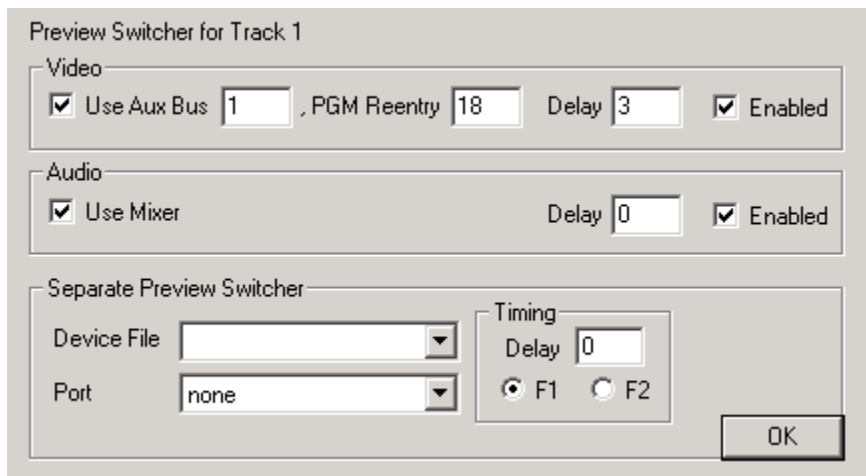 Preview Switcher for Track 1
Video
Use Aux Bus 1 , PGM Reentry 18 Delay 3 Enabled
Audio
Use Mixer Delay 0 Enabled
Separate Preview Switcher
Timing
Device File Delay 0
Port none F1 F2
OK